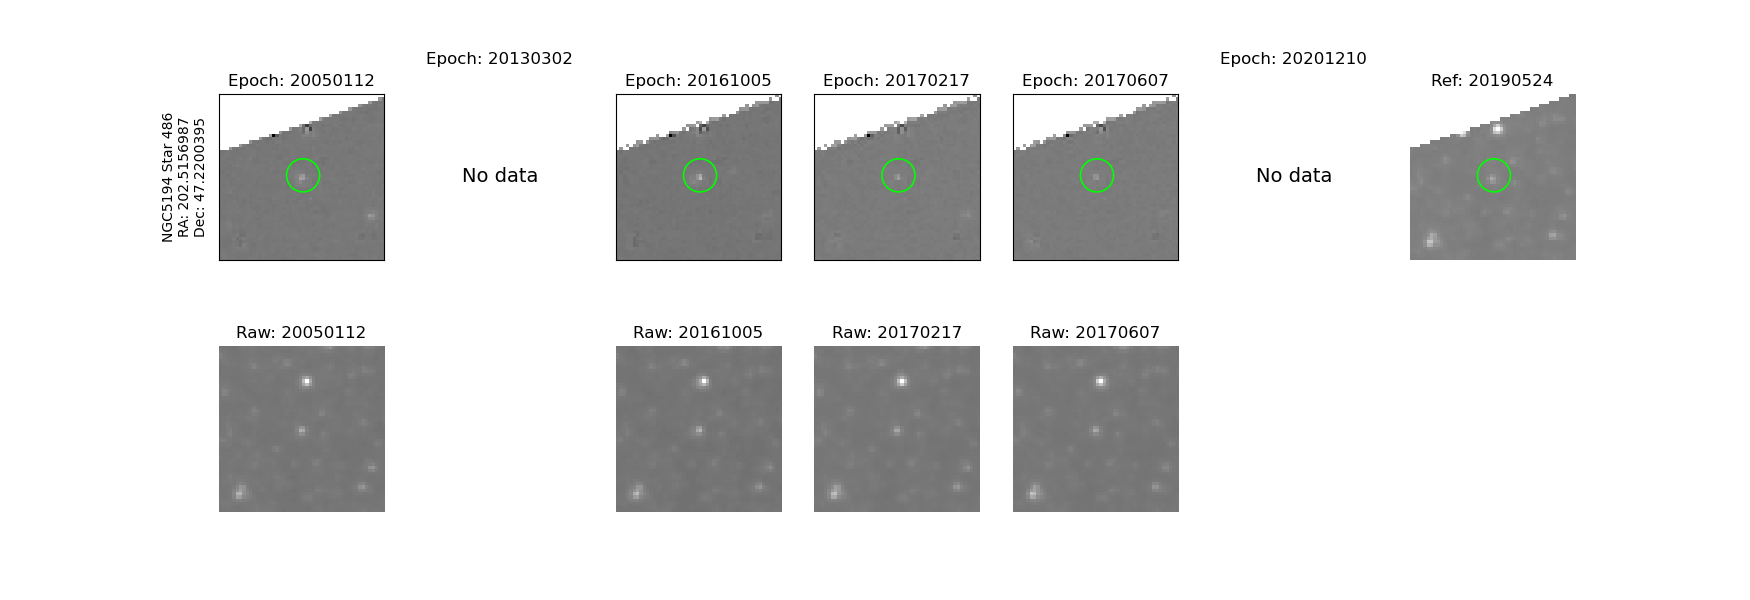 Epoch: 20130302
Epoch: 20201210
Epoch: 20050112
Epoch: 20161005
Epoch: 20170217
Epoch: 20170607
Ref: 20190524
NGC5194 Star 486
RA: 202.5156987
Dec: 47.2200395
No data
No data
Raw: 20050112
Raw: 20161005
Raw: 20170217
Raw: 20170607